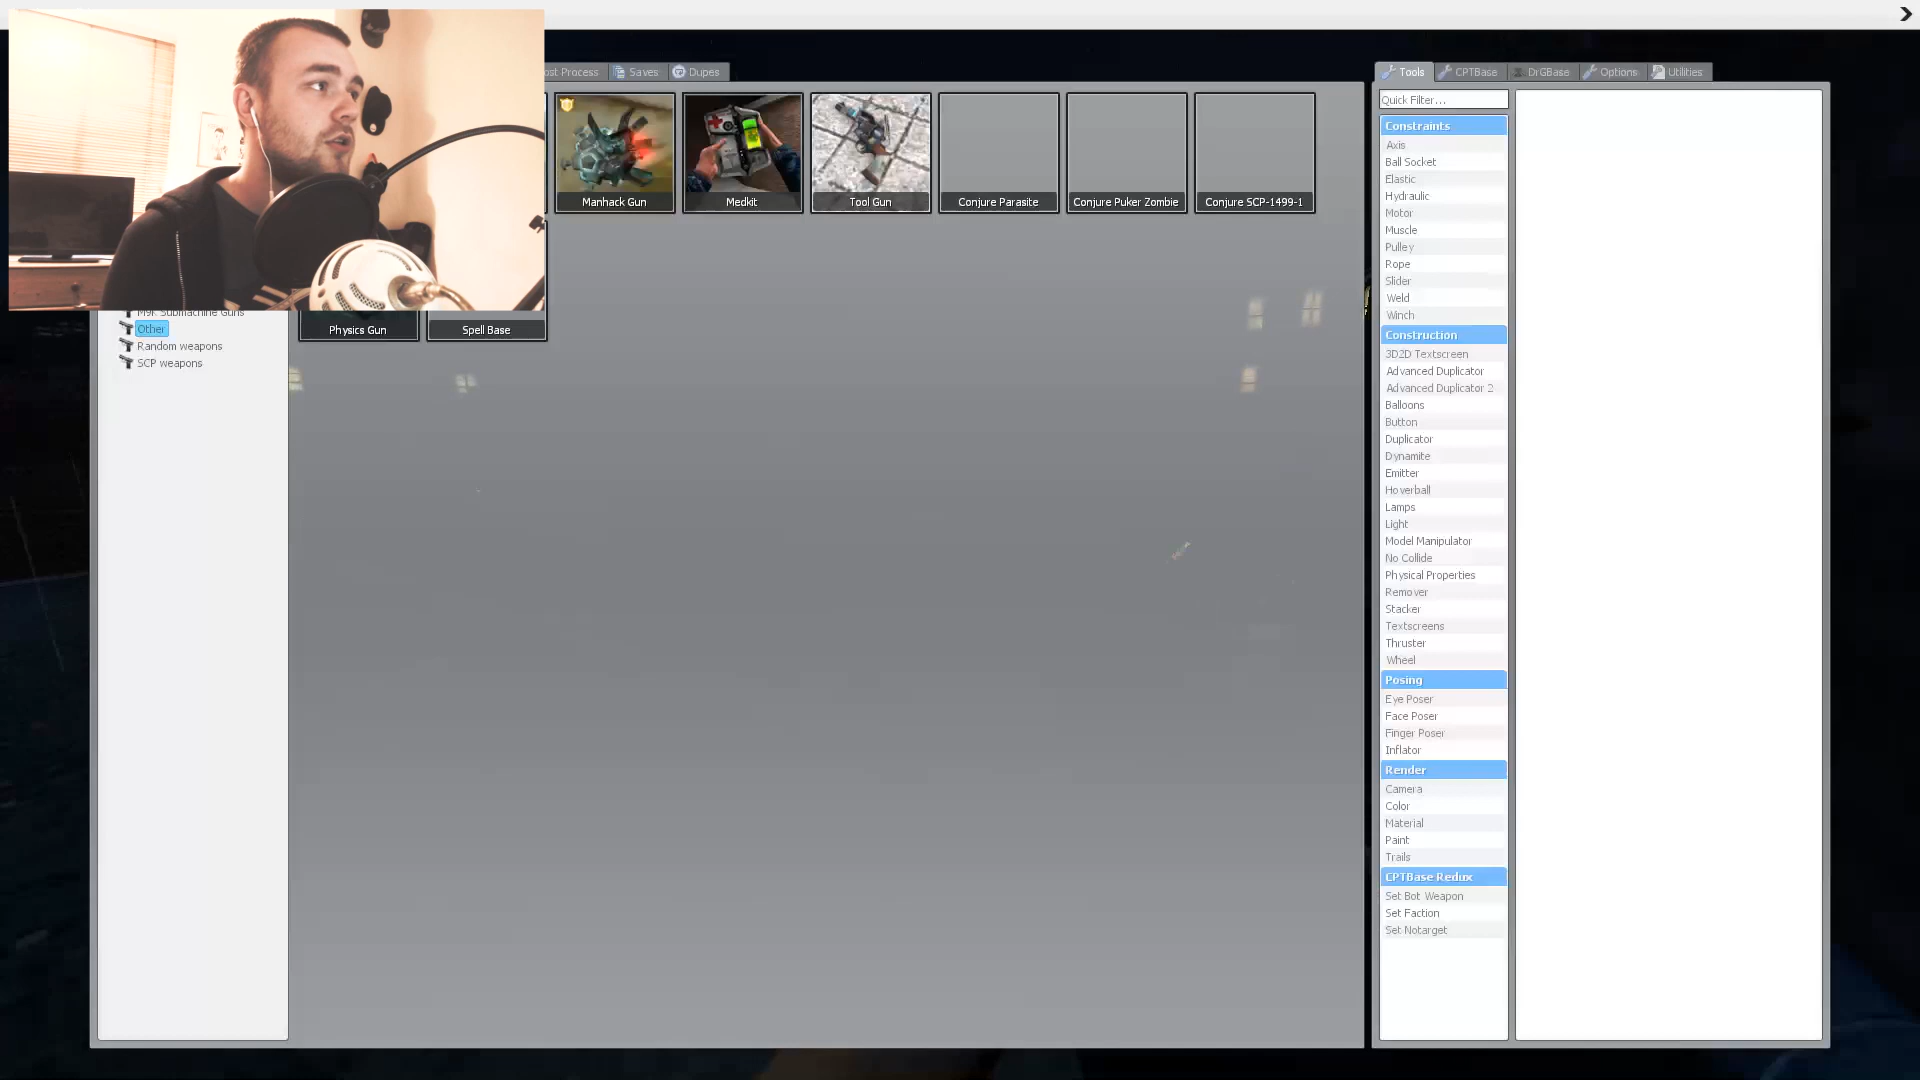 ost Process
Saves
Dupes
Tools
CPTBase
DrGBase
Options
Utilities
Quick Filter...
Manhack Gun
Medkit
Tool Gun
Conjure Parasite
Conjure Puker Zombie
Conjure SCP-1499-1
M9K Submachine Guns
Other
Random weapons
SCP weapons
Physics Gun
Spell Base
Constraints
Axis
Ball Socket
Elastic
Hydraulic
Motor
Muscle
Pulley
Rope
Slider
Weld
Winch
Construction
3D2D Textscreen
Advanced Duplicator
Advanced Duplicator 2
Balloons
Button
Duplicator
Dynamite
Emitter
Hoverball
Lamps
Light
Model Manipulator
No Collide
Physical Properties
Remover
Stacker
Textscreens
Thruster
Wheel
Posing
Eye Poser
Face Poser
Finger Poser
Inflator
Render
Camera
Color
Material
Paint
Trails
CPTBase Redux
Set Bot Weapon
Set Faction
Set Notarget